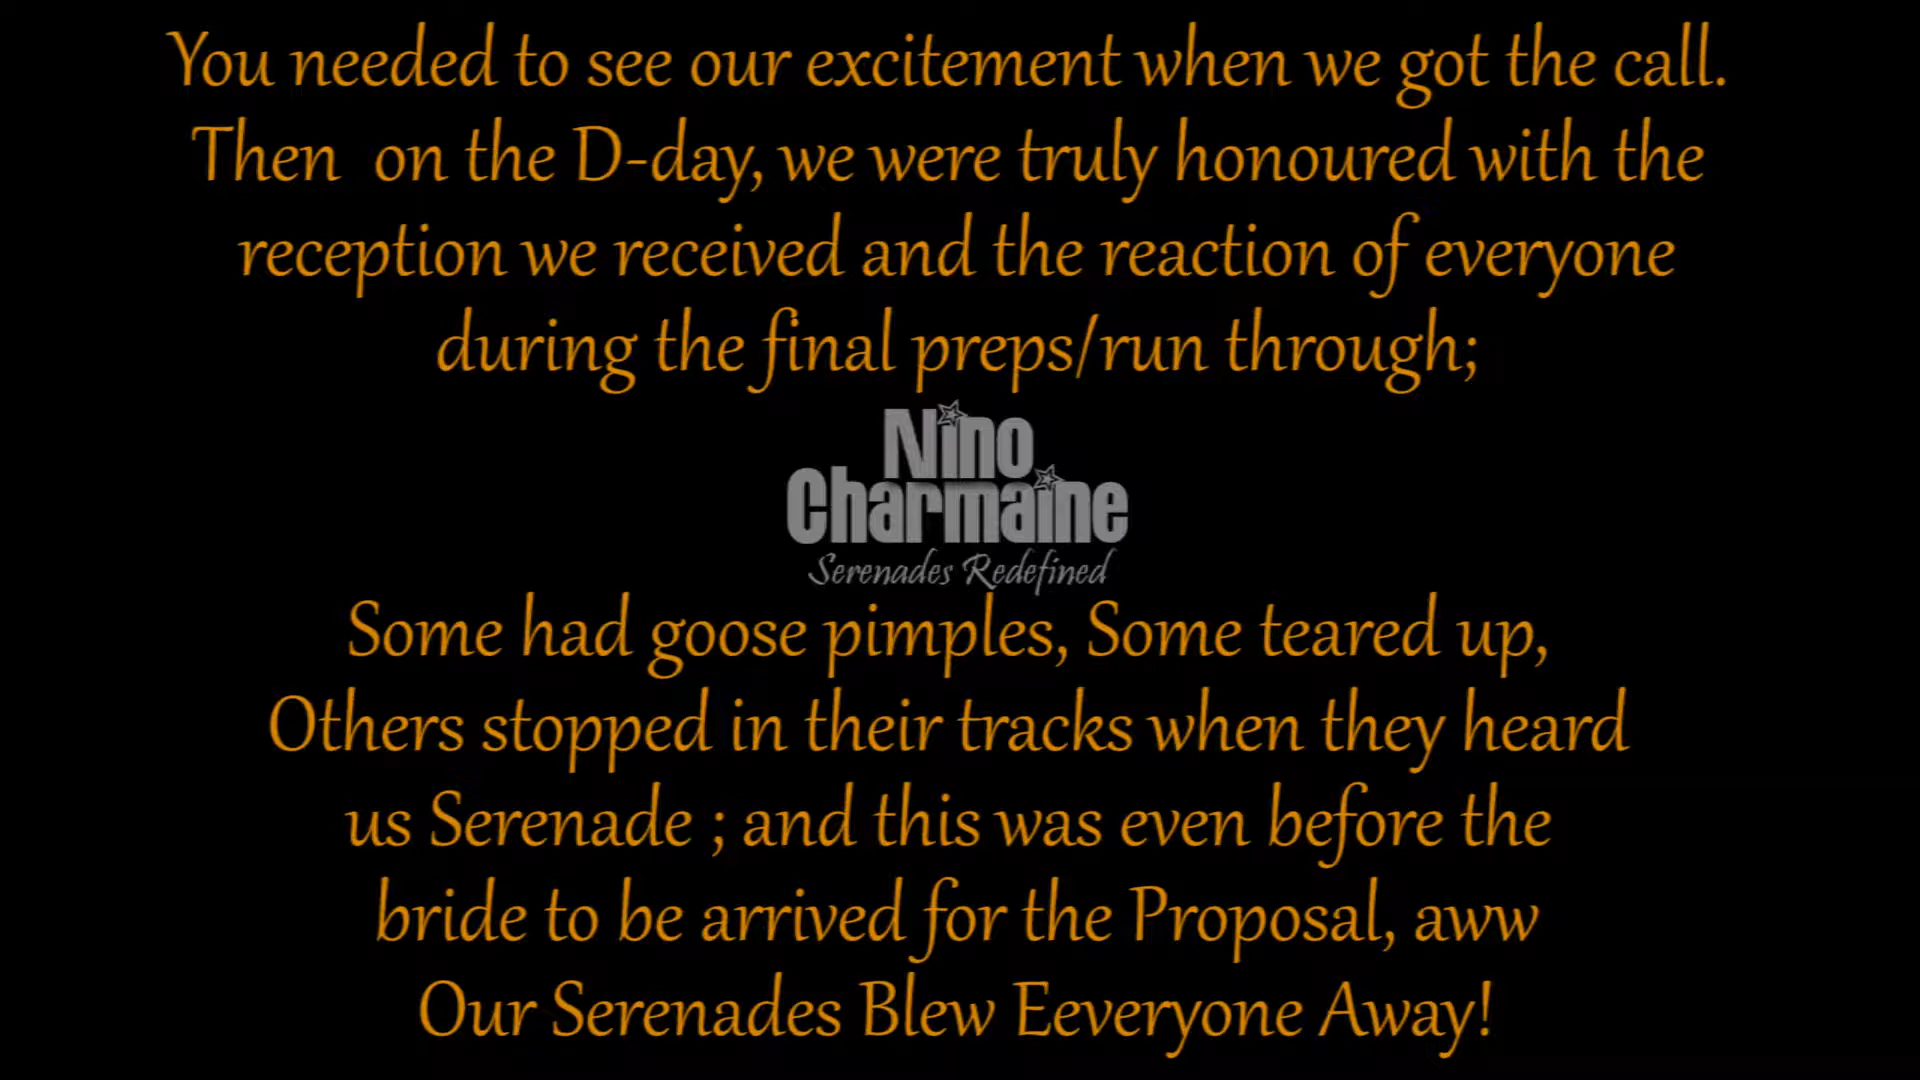 You needed to see our excitement when we got the call.
Then on the D-day, we were truly honoured with the
reception we received and the reaction of everyone
during the final preps/run through;
Nino
Charmaine
Serenades Redefined
Some had goose pimples, Some teared up,
Others stopped in their tracks when they heard
us Serenade ; and this was even before the
bride to be arrived for the Proposal, aww
Our Serenades Blew Eeveryone Away!